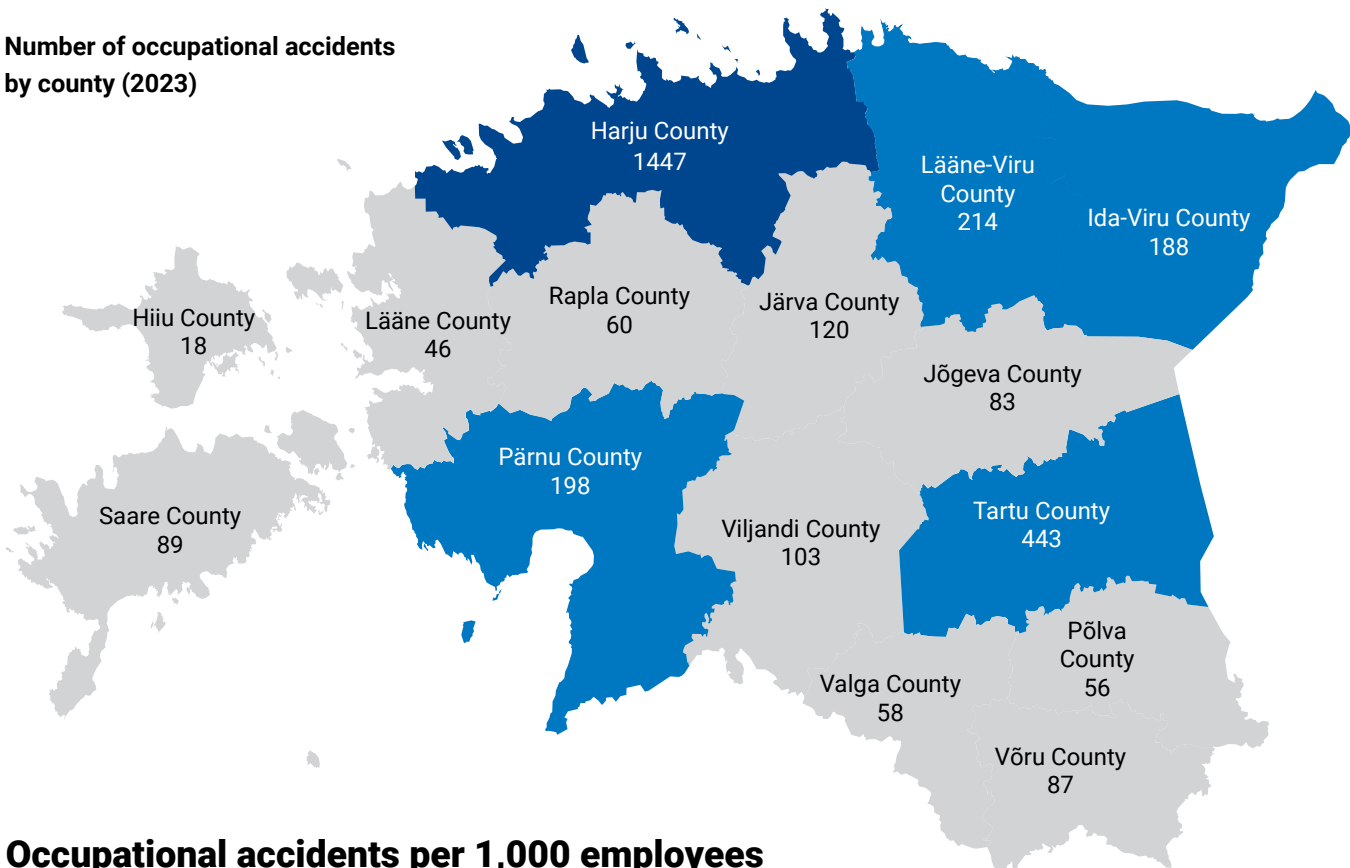 Number of occupational accidents
by county (2023)
Harju County
1447
Lääne-Viru
County
214
Ida-Viru County
188
Hiiu County
18
Lääne County
46
Rapla County
60
Järva County
120
Jõgeva County
83
Saare County
89
Pärnu County
198
Viljandi County
103
Tartu County
443
Põlva
County
56
Valga County
58
Võru County
87
Occupational accidents per 1,000 employees